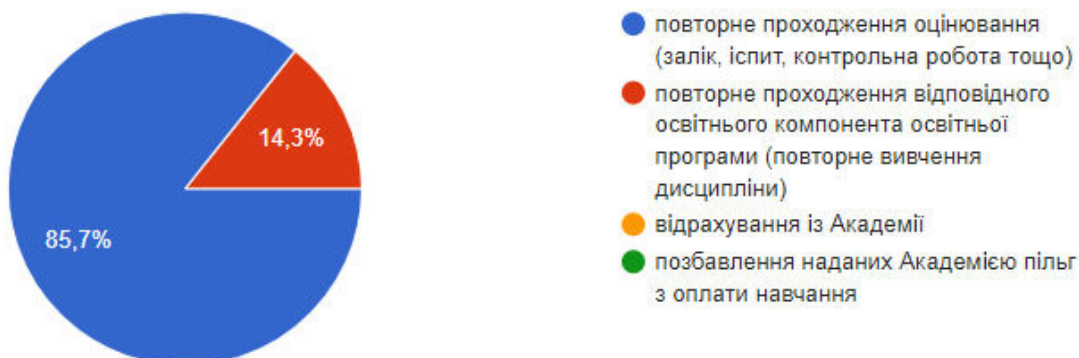 14,3%
85,7%
повторне проходження оцінювання
(залік, іспит, контрольна робота тощо)
повторне проходження відповідного
освітнього компонента освітньої
програми (повторне вивчення
дисципліни)
відрахування із Академії
позбавлення наданих Академією пільг
з оплати навчання